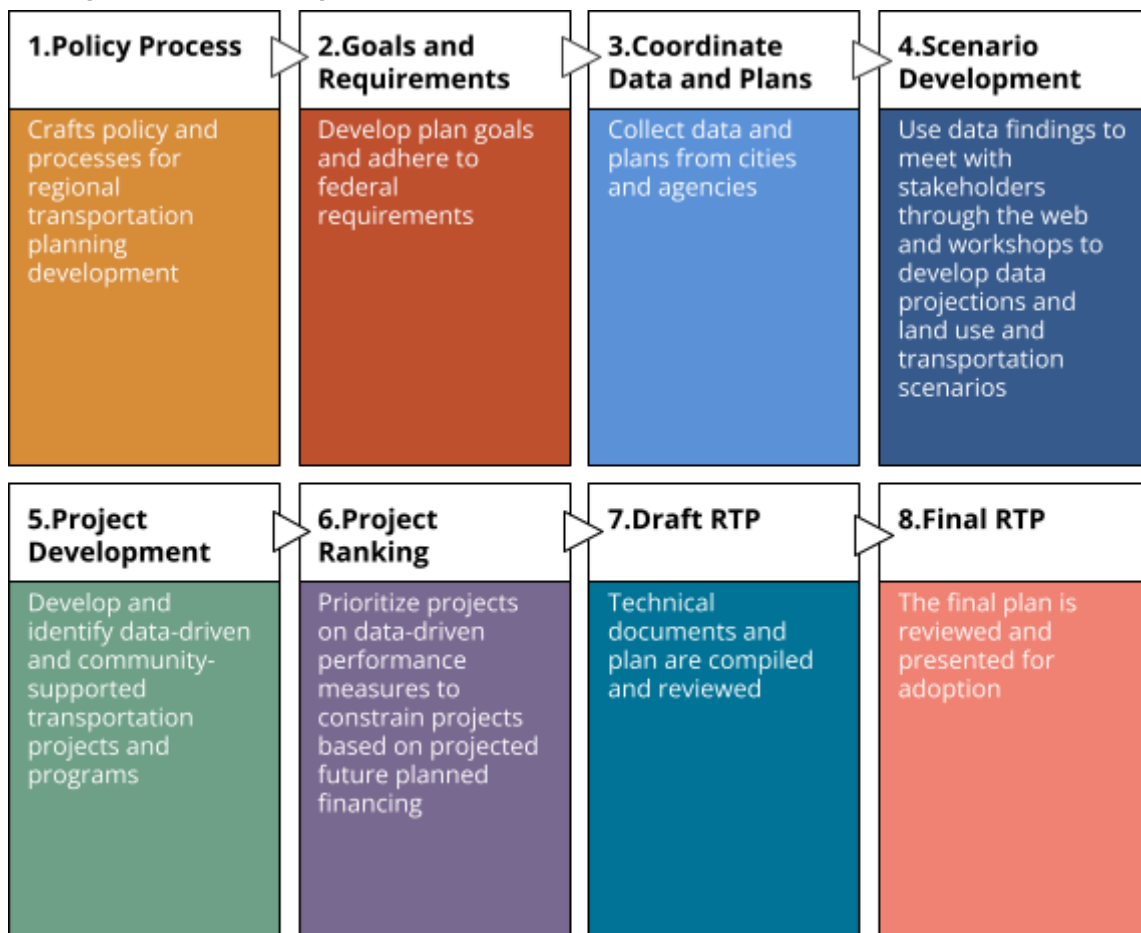 1.Policy Process
Crafts policy and
processes for
regional
transportation
planning
development
2.Goals and
Requirements
Develop plan goals
and adhere to
federal
requirements
3.Coordinate
Data and Plans
Collect data and
plans from cities
and agencies
4.Scenario
Development
Use data findings to
meet with
stakeholders
through the web
and workshops to
develop data
projections and
land use and
transportation
scenarios
5.Project
Development
Develop and
identify data-driven
and community-
supported
transportation
projects and
programs
6.Project
Ranking
Prioritize projects
on data-driven
performance
measures to
constrain projects
based on projected
future planned
financing
7.Draft RTP
Technical
documents and
plan are compiled
and reviewed
8.Final RTP
The final plan is
reviewed and
presented for
adoption